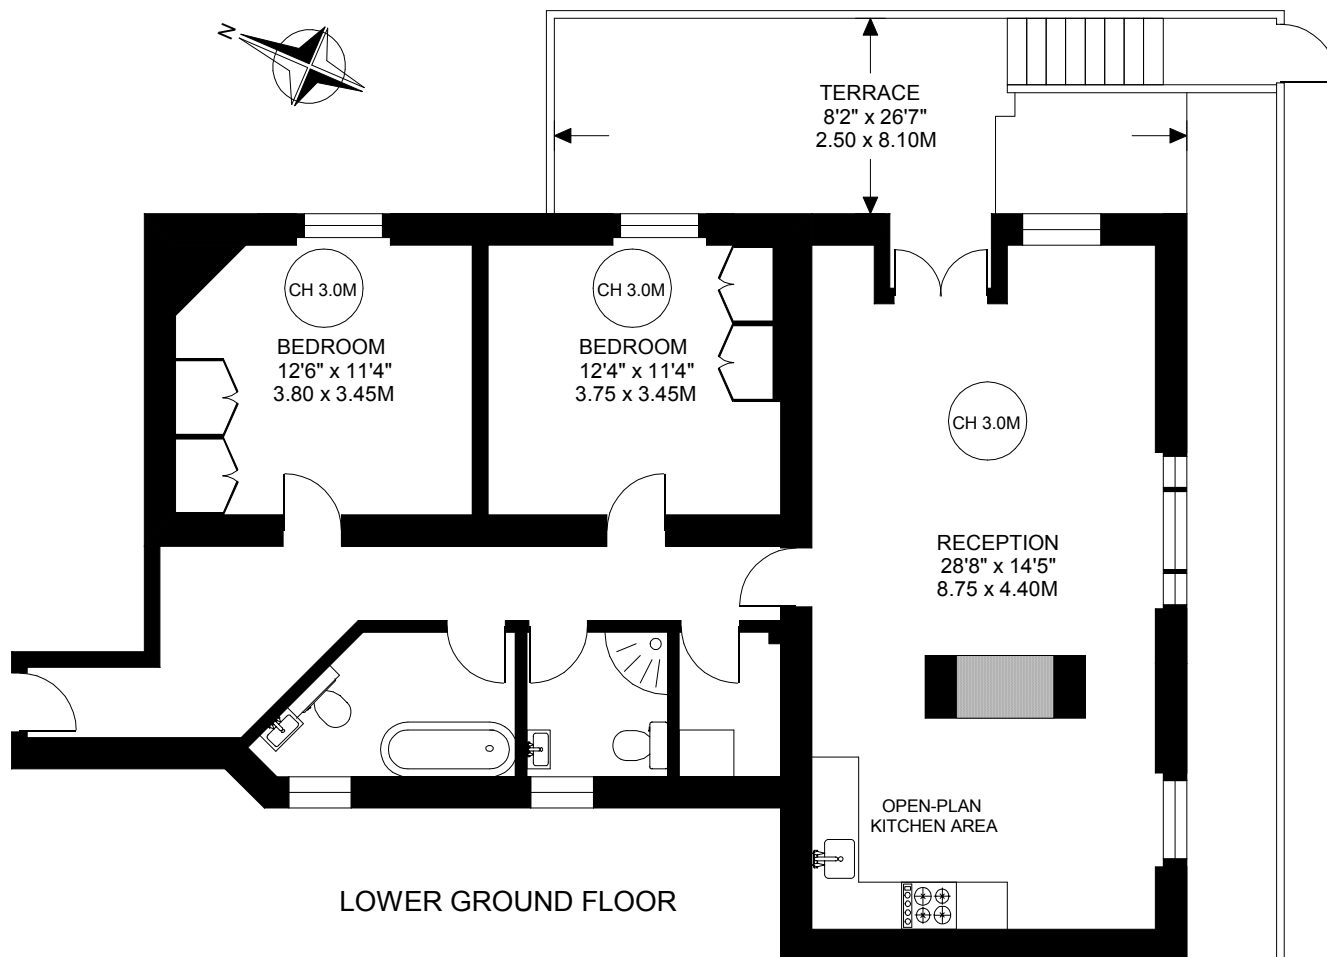 N
TERRACE
8'2" x 26'7"
2.50 x 8.10M
CH 3.0M
BEDROOM
12'6" x 11'4"
3.80 x 3.45M
CH 3.0M
BEDROOM
12'4" x 11'4"
3.75 x 3.45M
CH 3.0M
RECEPTION
28'8" x 14'5"
8.75 x 4.40M
OPEN-PLAN
KITCHEN AREA
LOWER GROUND FLOOR